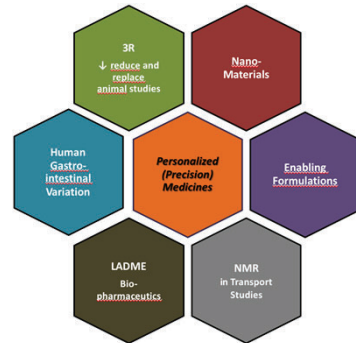 3R
↓ reduce and
replace
animal studies
Nano-
Materials
Human
Gastro-
intestinal
Variation
Personalized
(Precision)
Medicines
Enabling
Formulations
LADME
Bio-
pharmaceutics
NMR
in Transport
Studies